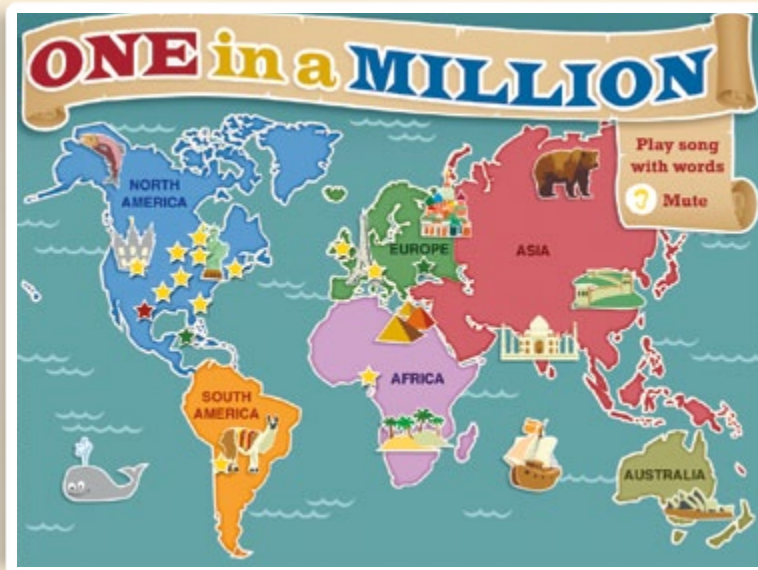 ONE in a MILLION
Play song
with words
Mute
NORTH
AMERICA
EUROPE
ASIA
AFRICA
SOUTH
AMERICA
AUSTRALIA